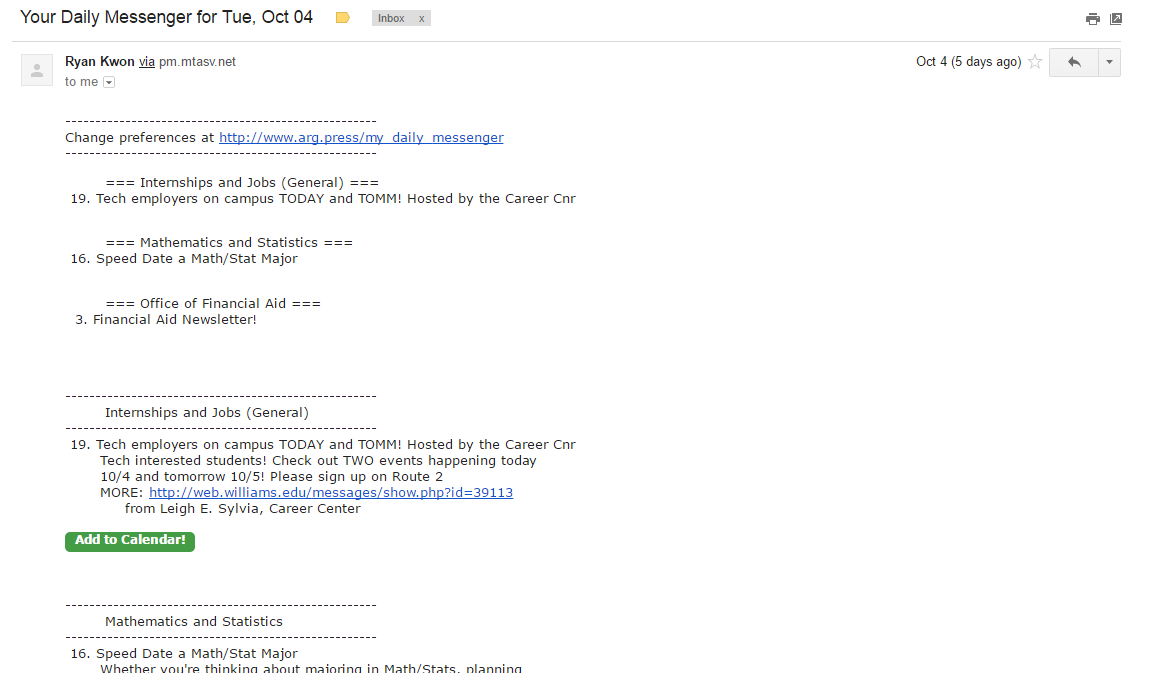 Your Daily Messenger for Tue, Oct 04
Inbox x
Ryan Kwon via pm.mtasv.net
Oct 4 (5 days ago)
to me
----------------------------------------------------
Change preferences at http://www.arg.press/my_daily_messenger
----------------------------------------------------
=== Internships and Jobs (General) ===
19. Tech employers on campus TODAY and TOMM! Hosted by the Career Cnr
=== Mathematics and Statistics ===
16. Speed Date a Math/Stat Major
=== Office of Financial Aid ===
3. Financial Aid Newsletter!
----------------------------------------------------
Internships and Jobs (General)
----------------------------------------------------
19. Tech employers on campus TODAY and TOMM! Hosted by the Career Cnr
Tech interested students! Check out TWO events happening today
10/4 and tomorrow 10/5! Please sign up on Route 2
MORE: http://web.williams.edu/messages/show.php?id=39113
from Leigh E. Sylvia, Career Center
Add to Calendar!
----------------------------------------------------
Mathematics and Statistics
----------------------------------------------------
16. Speed Date a Math/Stat Major
Whether you're thinking about majoring in Math/Stats, planning